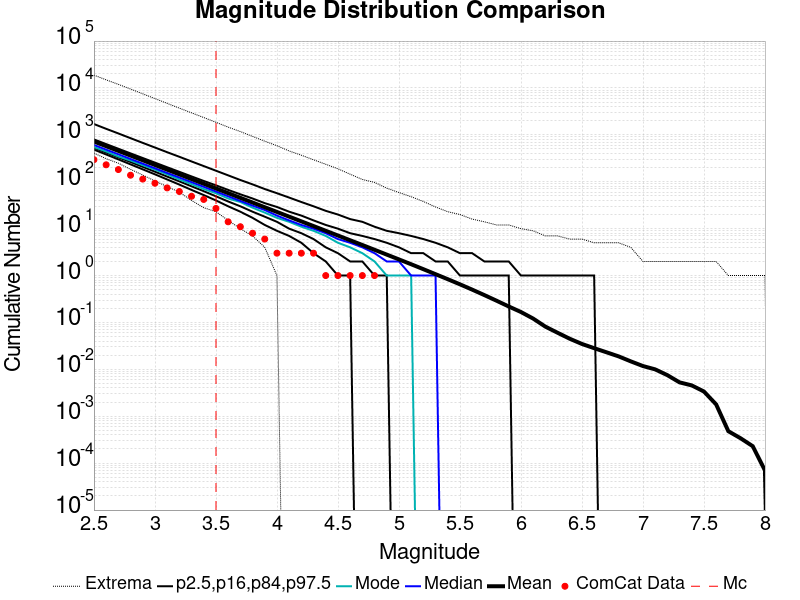 Magnitude Distribution Comparison
10^5
10^4
10^3
10^2
10^1
10^0
10^-1
10^-2
10^-3
10^-4
10^-5
Cumulative Number
2.5 3 3.5 4 4.5 5 5.5 6 6.5 7 7.5 8
Magnitude
Extrema p2.5,p16,p84,p97.5 Mode Median Mean ComCat Data Mc